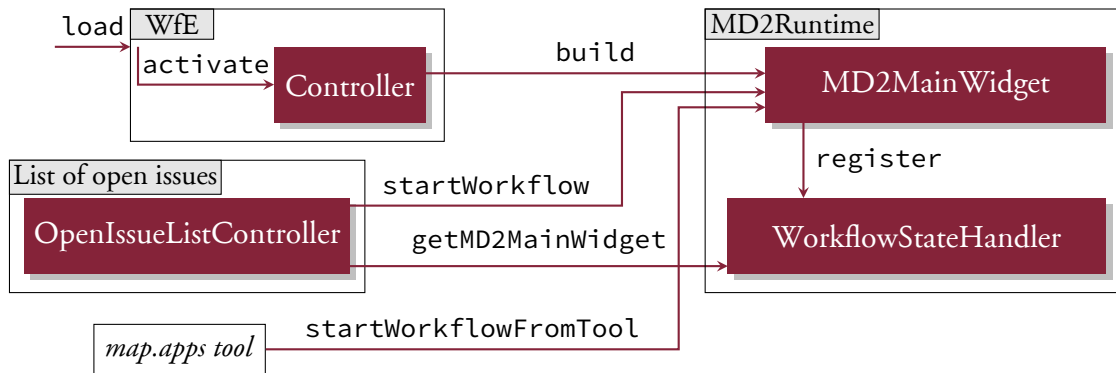 load
WfE
MD2Runtime
activate
Controller
build
MD2MainWidget
register
List of open issues
startWorkflow
OpenIssueListController
getMD2MainWidget
WorkflowStateHandler
startWorkflowFromTool
map.apps tool